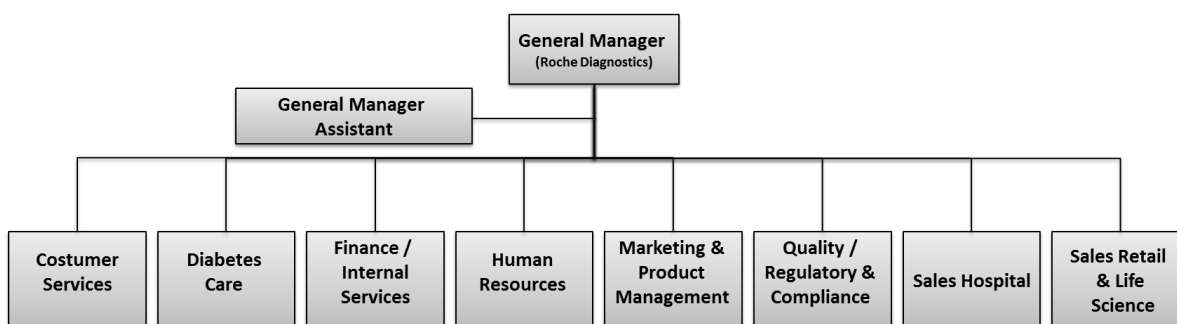 General Manager
(Roche Diagnostics)
General Manager
Assistant
Costumer
Services
Diabetes
Care
Finance /
Internal
Services
Human
Resources
Marketing &
Product
Management
Quality /
Regulatory &
Compliance
Sales Hospital
Sales Retail
& Life
Science